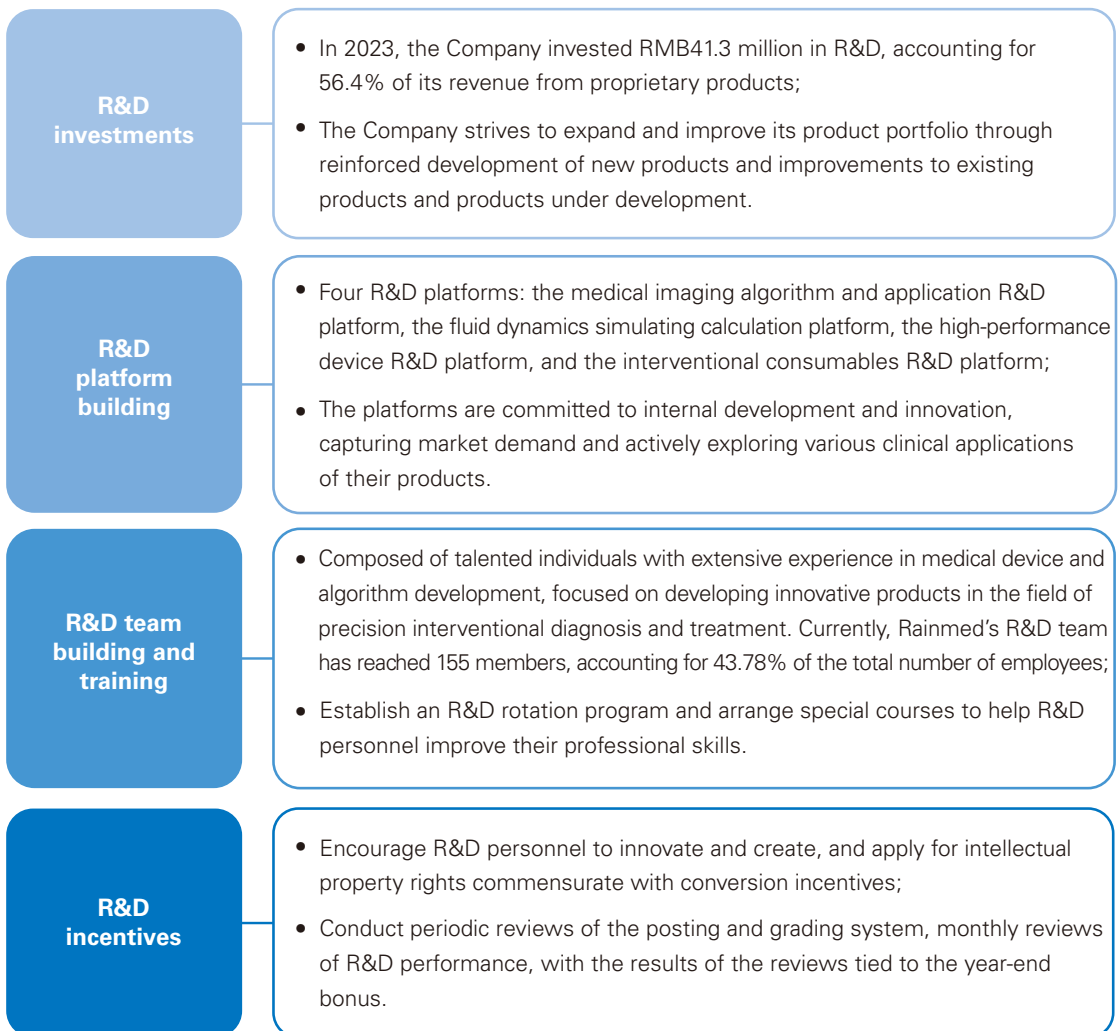 R&D
investments
• In 2023, the Company invested RMB41.3 million in R&D, accounting for
56.4% of its revenue from proprietary products;
• The Company strives to expand and improve its product portfolio through
reinforced development of new products and improvements to existing
products and products under development.
R&D
platform
building
• Four R&D platforms: the medical imaging algorithm and application R&D
platform, the fluid dynamics simulating calculation platform, the high-performance
device R&D platform, and the interventional consumables R&D platform;
• The platforms are committed to internal development and innovation,
capturing market demand and actively exploring various clinical applications
of their products.
R&D team
building and
training
• Composed of talented individuals with extensive experience in medical device and
algorithm development, focused on developing innovative products in the field of
precision interventional diagnosis and treatment. Currently, Rainmed's R&D team
has reached 155 members, accounting for 43.78% of the total number of employees;
• Establish an R&D rotation program and arrange special courses to help R&D
personnel improve their professional skills.
R&D
incentives
• Encourage R&D personnel to innovate and create, and apply for intellectual
property rights commensurate with conversion incentives;
• Conduct periodic reviews of the posting and grading system, monthly reviews
of R&D performance, with the results of the reviews tied to the year-end
bonus.